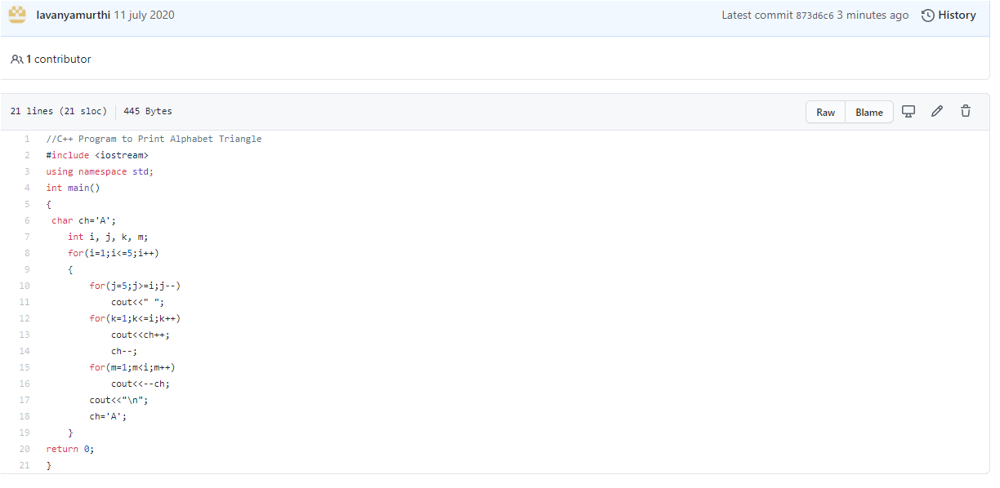 lavanyamurthi 11 july 2020 Latest commit 873d6c6 3 minutes ago History
1 contributor
21 lines (21 sloc) 445 Bytes Raw Blame
1 //C++ Program to Print Alphabet Triangle
2 #include <iostream>
3 using namespace std;
4 int main()
5 {
6  char ch='A';
7     int i, j, k, m;
8     for(i=1;i<=5;i++)
9     {
10         for(j=5;j>=i;j--)
11             cout<<" ";
12         for(k=1;k<=i;k++)
13             cout<<ch++;
14             ch--;
15         for(m=1;m<i;m++)
16             cout<<--ch;
17         cout<<"\n";
18         ch='A';
19     }
20 return 0;
21 }